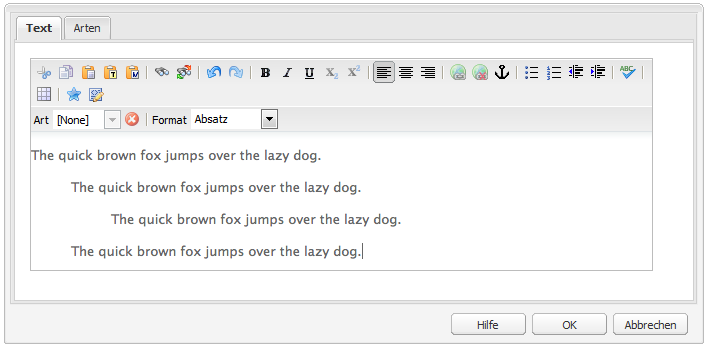 Text Arten
B I U x₂ x²
ABC
Art [None] Format Absatz
The quick brown fox jumps over the lazy dog.
The quick brown fox jumps over the lazy dog.
The quick brown fox jumps over the lazy dog.
The quick brown fox jumps over the lazy dog.
Hilfe OK Abbrechen